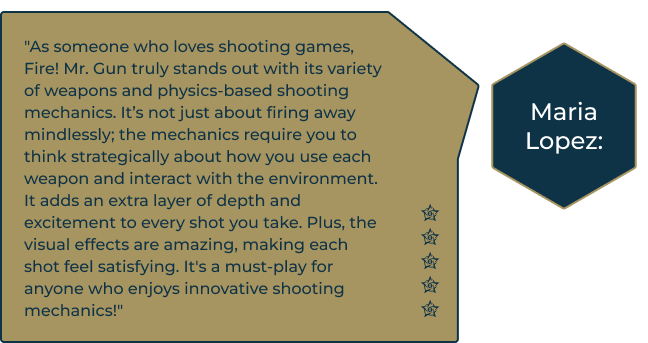 "As someone who loves shooting games,
Fire! Mr. Gun truly stands out with its variety
of weapons and physics-based shooting
mechanics. It’s not just about firing away
mindlessly; the mechanics require you to
think strategically about how you use each
weapon and interact with the environment.
It adds an extra layer of depth and
excitement to every shot you take. Plus, the
visual effects are amazing, making each
shot feel satisfying. It's a must-play for
anyone who enjoys innovative shooting
mechanics!"
Maria
Lopez: